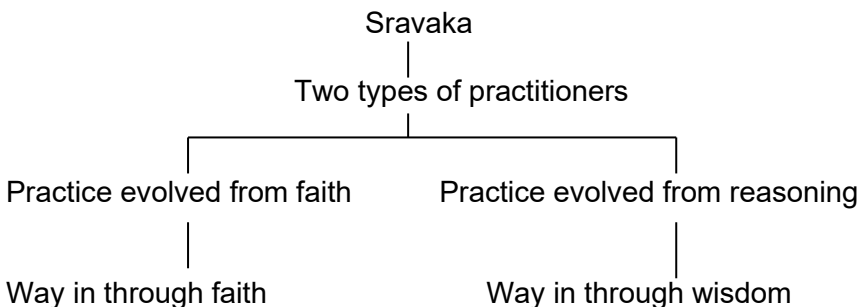 Sravaka
Two types of practitioners
Practice evolved from faith
Practice evolved from reasoning
Way in through faith
Way in through wisdom